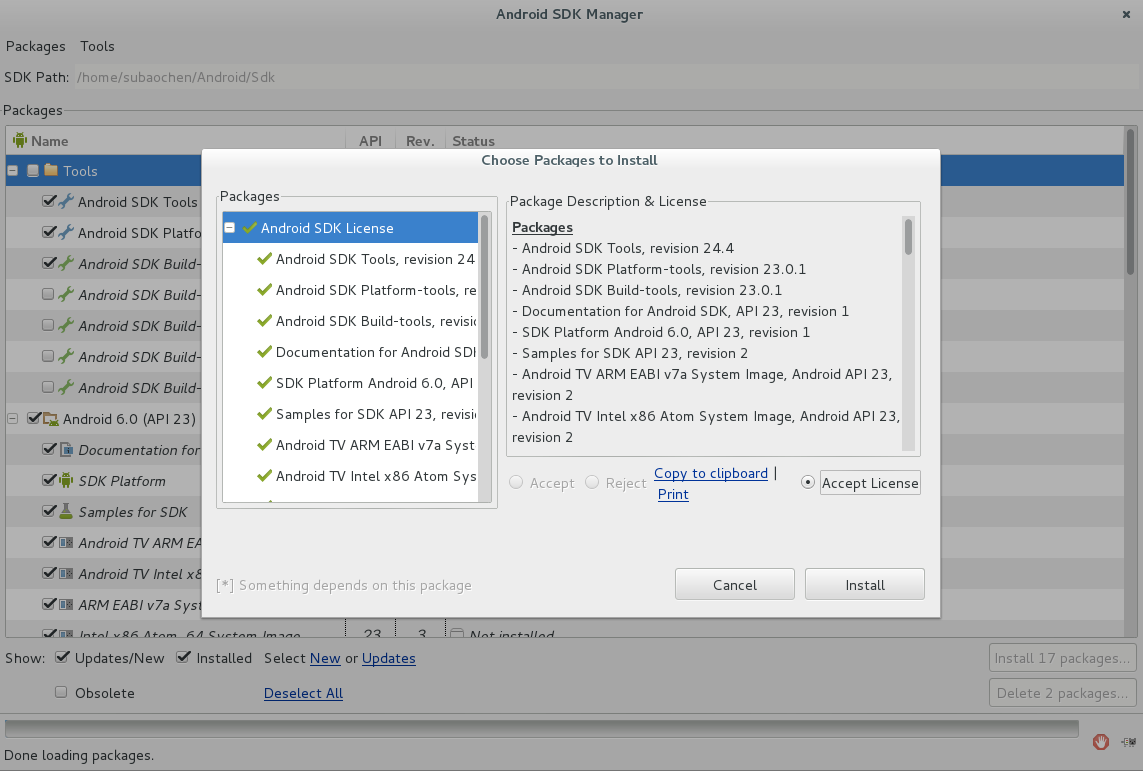 Android SDK Manager
Packages Tools
SDK Path: /home/subaochen/Android/Sdk
Packages
Name API Rev. Status
Tools
Android SDK Tools
Android SDK Platfo
Android SDK Build-
Android SDK Build-
Android SDK Build-
Android SDK Build-
Android SDK Build-
Android 6.0 (API 23)
Documentation for
SDK Platform
Samples for SDK
Android TV ARM EA
Android TV Intel x8
ARM EABI v7a Syst
Intel x86 Atom_64 System Image 23 3 Not installed
Choose Packages to Install
Packages
Android SDK License
Android SDK Tools, revision 24
Android SDK Platform-tools, re
Android SDK Build-tools, revisio
Documentation for Android SDK
SDK Platform Android 6.0, API
Samples for SDK API 23, revisi
Android TV ARM EABI v7a Syst
Android TV Intel x86 Atom Sys
Package Description & License
Packages
- Android SDK Tools, revision 24.4
- Android SDK Platform-tools, revision 23.0.1
- Android SDK Build-tools, revision 23.0.1
- Documentation for Android SDK, API 23, revision 1
- SDK Platform Android 6.0, API 23, revision 1
- Samples for SDK API 23, revision 2
- Android TV ARM EABI v7a System Image, Android API 23,
revision 2
- Android TV Intel x86 Atom System Image, Android API 23,
revision 2
Accept Reject Copy to clipboard | Print Accept License
[*] Something depends on this package
Cancel Install
Show: Updates/New Installed Select New or Updates
Install 17 packages...
Obsolete Deselect All
Delete 2 packages...
Done loading packages.